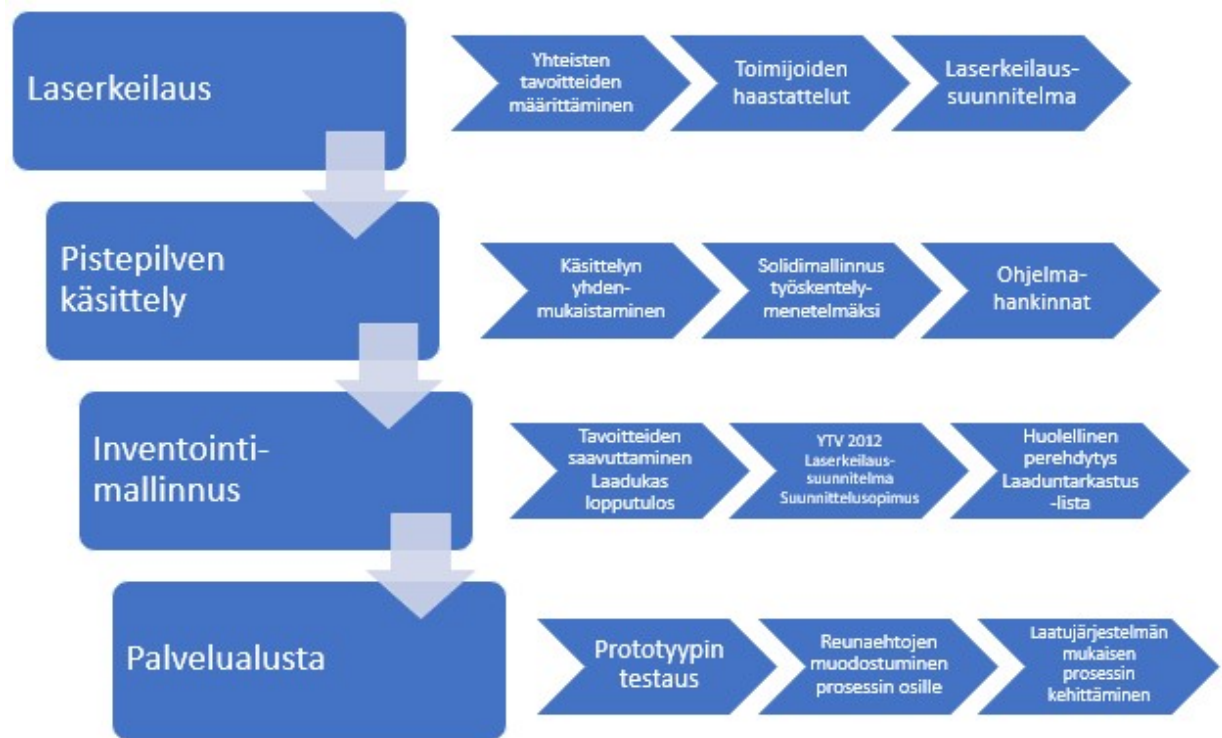 Laserkeilaus
Yhteisten
tavoitteiden
määrittäminen
Toimijoiden
haastattelut
Laserkeilaus-
suunnitelma
Pistepilven
käsittely
Käsittelyn
yhden-
mukaistaminen
Solidimallinnus
työskentely-
menetelmäksi
Ohjelma-
hankinnat
Inventointi-
mallinnus
Tavoitteiden
saavuttaminen
Laadukas
lopputulos
YTV 2012
Laserkeilaus-
suunnitelma
Suunnittelusopimus
Huolellinen
perehdytys
Laaduntarkastus
-lista
Palvelualusta
Prototyypin
testaus
Reunaehtojen
muodostuminen
prosessin osille
Laatujärjestelmän
mukaisen
prosessin
kehittäminen